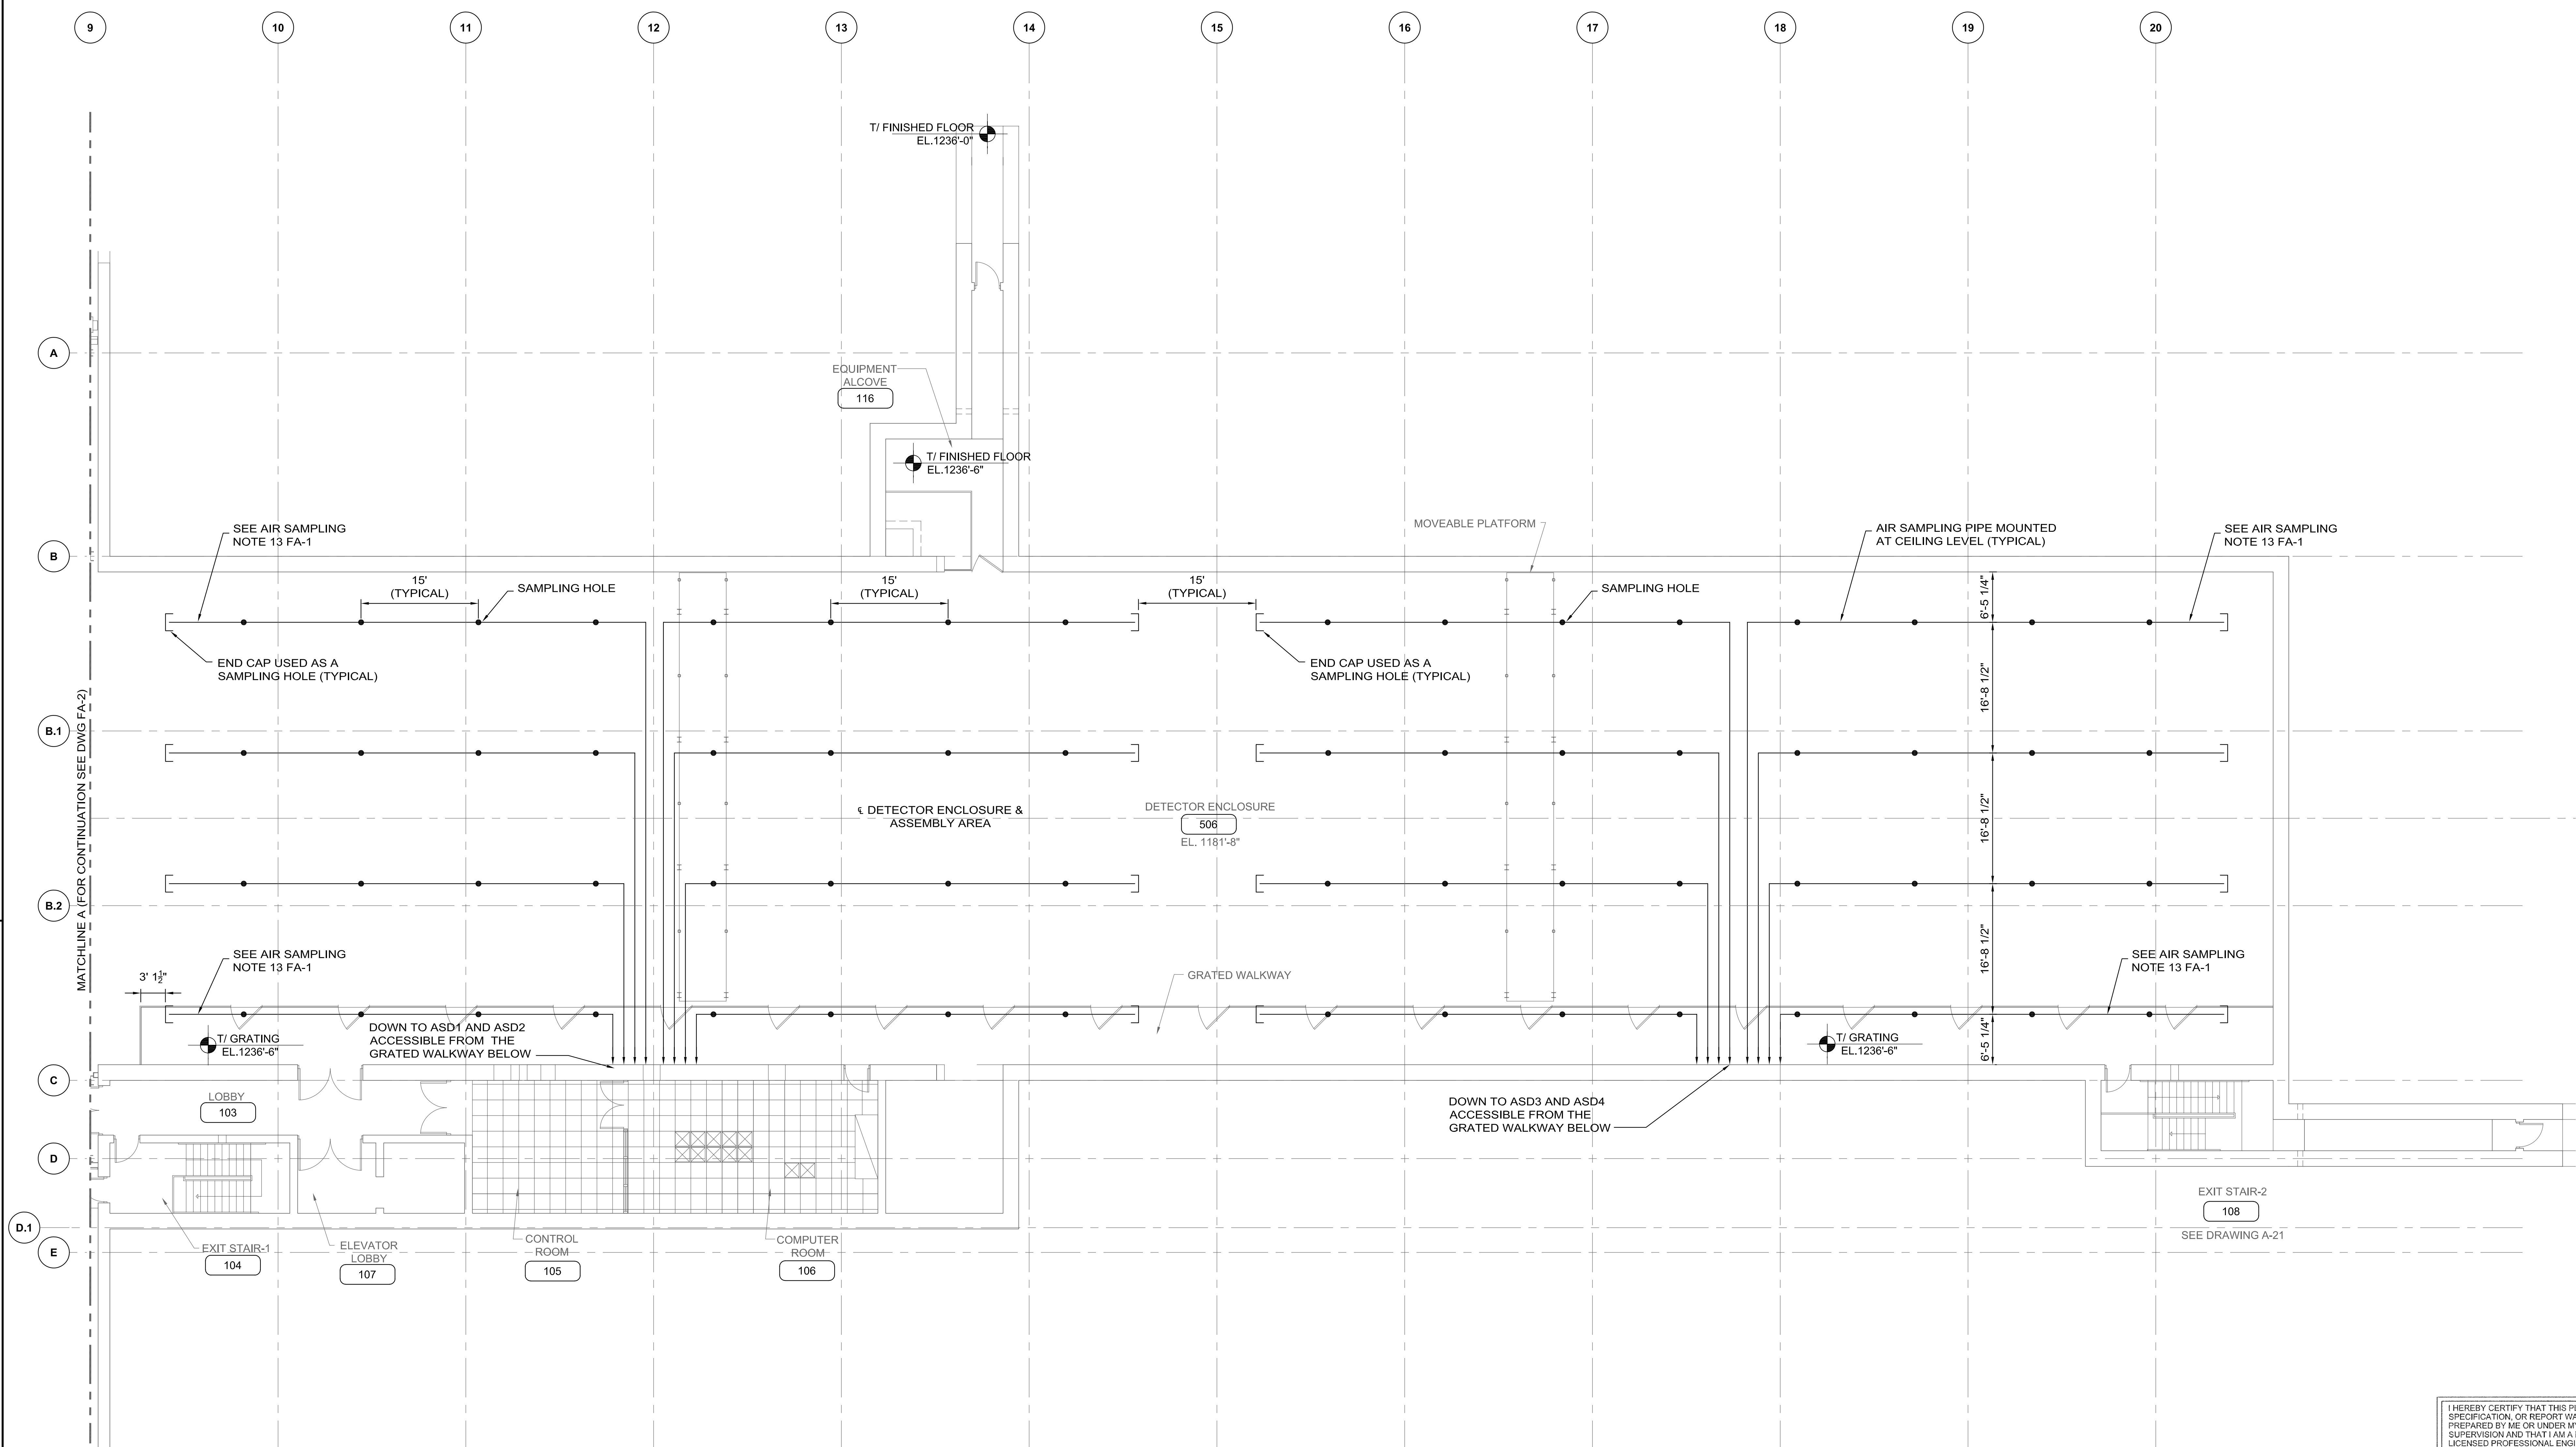 9
10
11
12
13
14
15
16
17
18
19
20
T/ FINISHED FLOOR
EL.1236'-0"
A
EQUIPMENT
ALCOVE
116
T/ FINISHED FLOOR
EL.1236'-6"
B
SEE AIR SAMPLING
NOTE 13 FA-1
MOVEABLE PLATFORM
AIR SAMPLING PIPE MOUNTED
AT CEILING LEVEL (TYPICAL)
SEE AIR SAMPLING
NOTE 13 FA-1
15'
(TYPICAL)
SAMPLING HOLE
15'
(TYPICAL)
15'
(TYPICAL)
SAMPLING HOLE
6'-5 1/4"
END CAP USED AS A
SAMPLING HOLE (TYPICAL)
END CAP USED AS A
SAMPLING HOLE (TYPICAL)
16'-8 1/2"
B.1
MATCHLINE A (FOR CONTINUATION SEE DWG FA-2)
℄ DETECTOR ENCLOSURE &
ASSEMBLY AREA
DETECTOR ENCLOSURE
506
EL. 1181'-8"
16'-8 1/2"
B.2
SEE AIR SAMPLING
NOTE 13 FA-1
3' 1½"
GRATED WALKWAY
16'-8 1/2"
SEE AIR SAMPLING
NOTE 13 FA-1
T/ GRATING
EL.1236'-6"
DOWN TO ASD1 AND ASD2
ACCESSIBLE FROM THE
GRATED WALKWAY BELOW
T/ GRATING
EL.1236'-6"
6'-5 1/4"
C
LOBBY
103
DOWN TO ASD3 AND ASD4
ACCESSIBLE FROM THE
GRATED WALKWAY BELOW
D
EXIT STAIR-2
108
SEE DRAWING A-21
D.1
E
EXIT STAIR-1
104
ELEVATOR
LOBBY
107
CONTROL
ROOM
105
COMPUTER
ROOM
106
I HEREBY CERTIFY THAT THIS
SPECIFICATION, OR REPORT
PREPARED BY ME OR UNDER
SUPERVISION AND THAT I AM A
LICENSED PROFESSIONAL